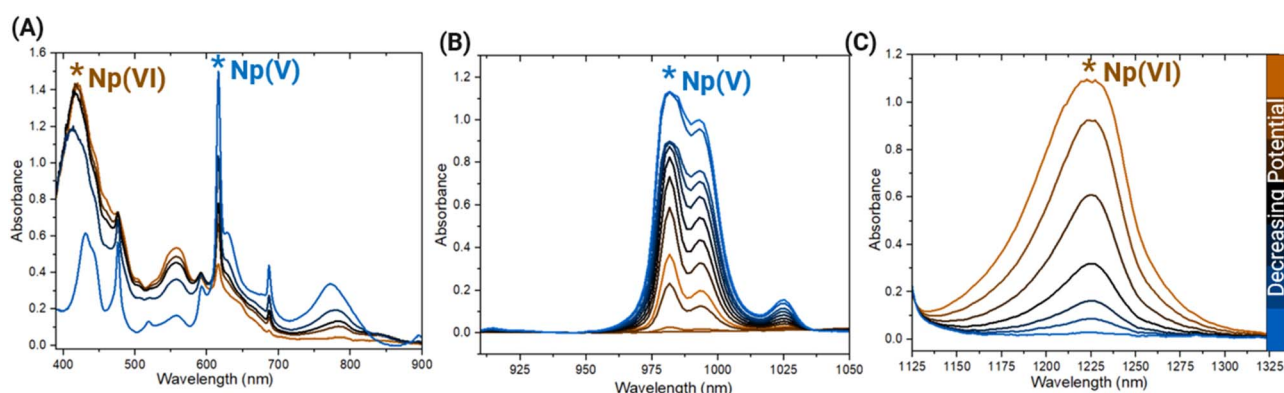 (A)
* Np(VI)
* Np(V)
1.6
1.4
1.2
1.0
0.8
0.6
0.4
0.2
0.0
Absorbance
400 500 600 700 800 900
Wavelength (nm)
(B)
* Np(V)
1.2
1.0
0.8
0.6
0.4
0.2
0.0
Absorbance
925 950 975 1000 1025 1050
Wavelength (nm)
(C)
* Np(VI)
1.2
1.0
0.8
0.6
0.4
0.2
0.0
Absorbance
1125 1150 1175 1200 1225 1250 1275 1300 1325
Wavelength (nm)
Decreasing Potential